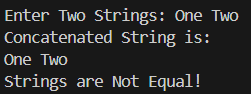 Enter Two Strings: One Two
Concatenated String is:
One Two
Strings are Not Equal!